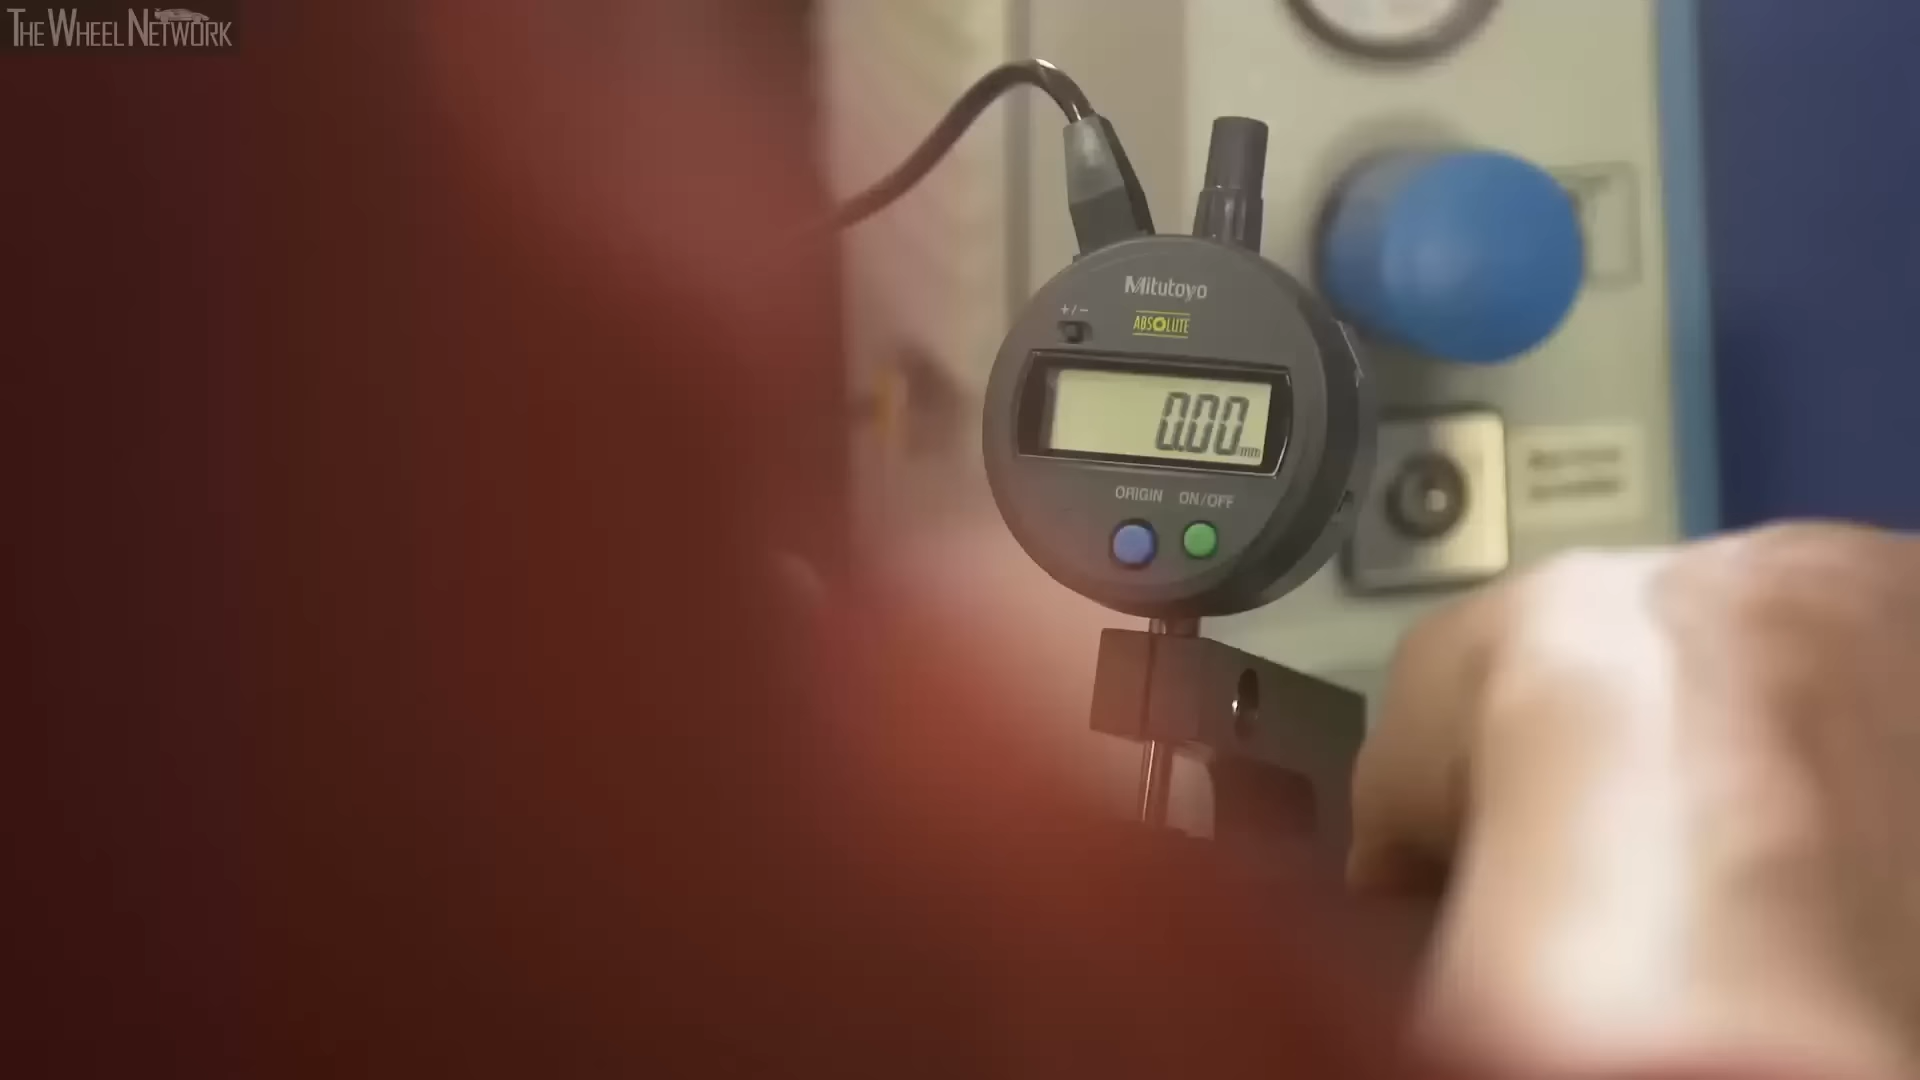 THE WHEEL NETWORK
Mitutoyo
+/−
ABSOLUTE
0.00 mm
ORIGIN ON/OFF